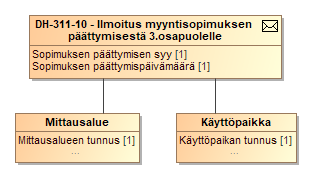 DH-311-10 - Ilmoitus myyntisopimuksen
päättymisestä 3.osapuolelle
Sopimuksen päättymisen syy [1]
Sopimuksen päättymispäivämäärä [1]
Mittausalue
Mittausalueen tunnus [1]
...
Käyttöpaikka
Käyttöpaikan tunnus [1]
...